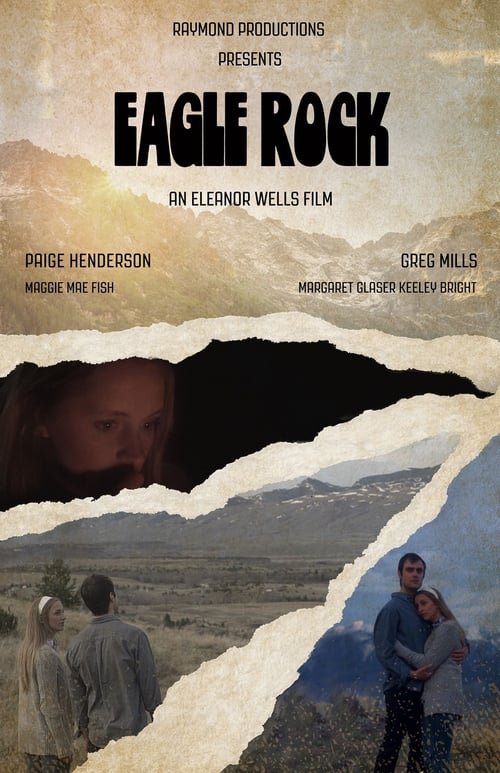 RAYMOND PRODUCTIONS
PRESENTS
EAGLE ROCK
AN ELEANOR WELLS FILM
PAIGE HENDERSON
GREG MILLS
MAGGIE MAE FISH
MARGARET GLASER KEELEY BRIGHT